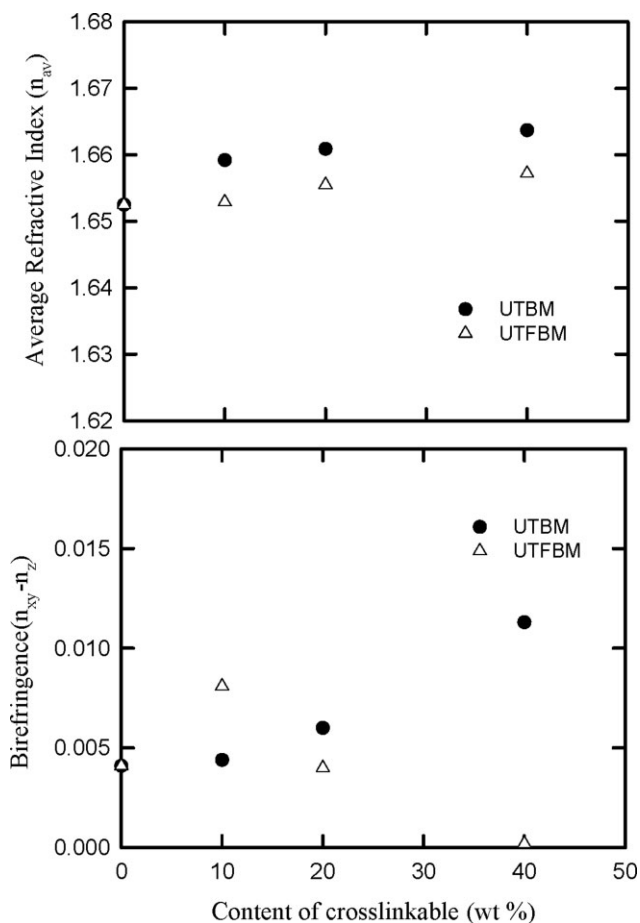 1.68
1.67
1.66
1.65
1.64
1.63
1.62
Average Refractive Index (nav)
UTBM
UTFBM
0.020
0.015
0.010
0.005
0.000
Birefringence(nxy-nz)
UTBM
UTFBM
0 10 20 30 40 50
Content of crosslinkable (wt %)